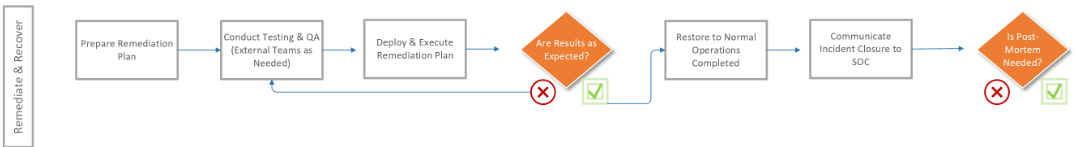 Remediate & Recover
Prepare Remediation
Plan
Conduct Testing & QA
(External Teams as
Needed)
Deploy & Execute
Remediation Plan
Are Results as
Expected?
Restore to Normal
Operations
Completed
Communicate
Incident Closure to
SOC
Is Post-
Mortem
Needed?